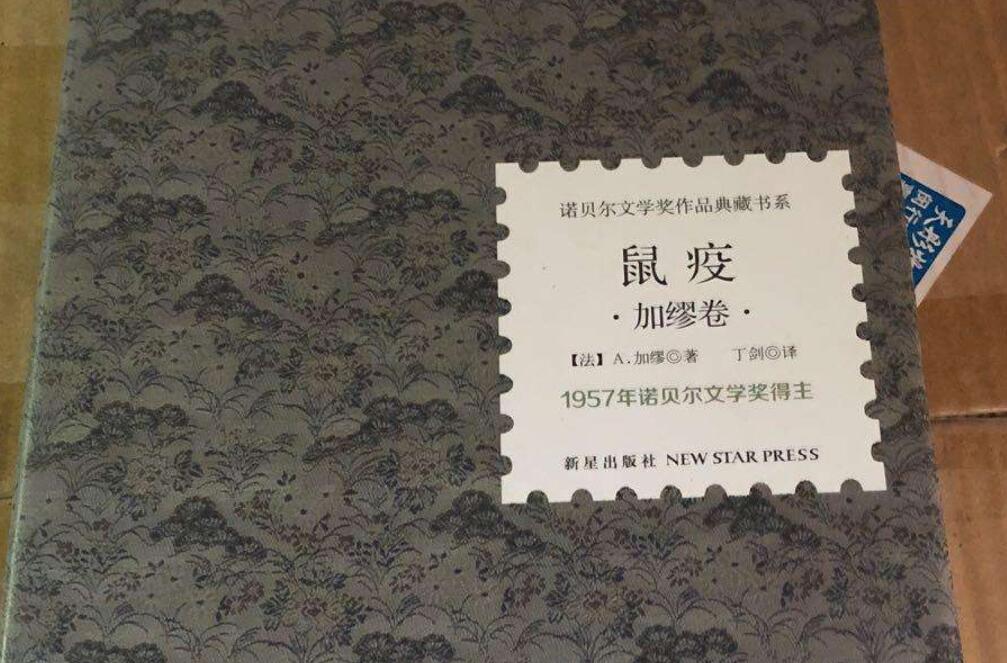 诺贝尔文学奖作品典藏书系
鼠疫
·加缪卷·
【法】A.加缪◎著 丁剑◎译
1957年诺贝尔文学奖得主
新星出版社 NEW STAR PRESS